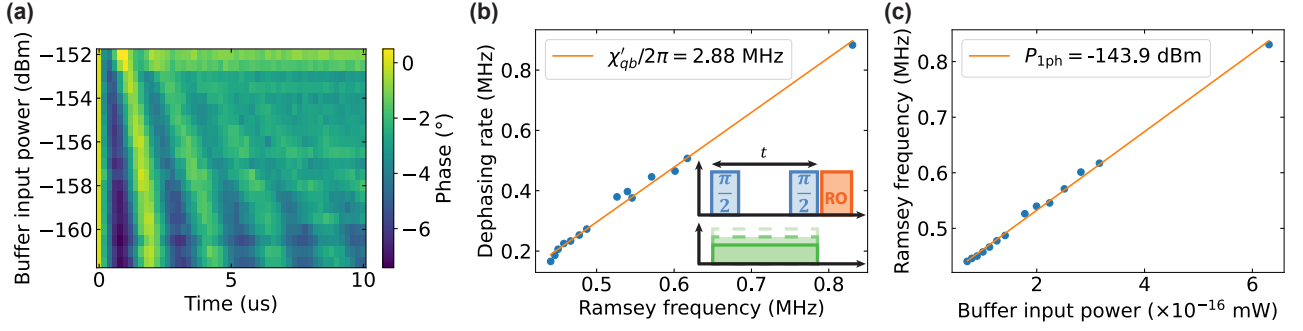 (a)
Buffer input power (dBm)
−152
−154
−156
−158
−160
0
5
10
Time (us)
0
−2
−4
−6
Phase (°)
(b)
Dephasing rate (MHz)
0.8
0.6
0.4
0.2
χ′qb/2π = 2.88 MHz
t
π/2
π/2
RO
0.5
0.6
0.7
0.8
Ramsey frequency (MHz)
(c)
Ramsey frequency (MHz)
0.8
0.7
0.6
0.5
P1ph = -143.9 dBm
2
4
6
Buffer input power (×10⁻¹⁶ mW)